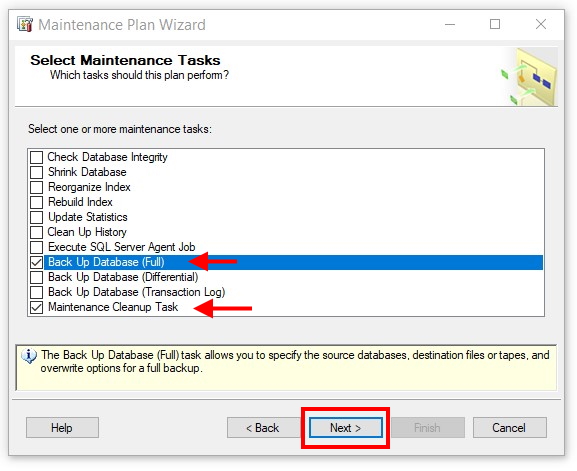 Maintenance Plan Wizard
Select Maintenance Tasks
Which tasks should this plan perform?
Select one or more maintenance tasks:
Check Database Integrity
Shrink Database
Reorganize Index
Rebuild Index
Update Statistics
Clean Up History
Execute SQL Server Agent Job
Back Up Database (Full)
Back Up Database (Differential)
Back Up Database (Transaction Log)
Maintenance Cleanup Task
The Back Up Database (Full) task allows you to specify the source databases, destination files or tapes, and
overwrite options for a full backup.
Help < Back Next > Finish Cancel